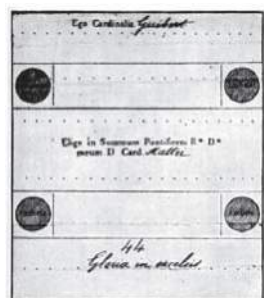 Ego Cardinalis Guibert
Eligo in Summum Pontificem R^m D^m
meum D Card.
44
Gloria in excelsis